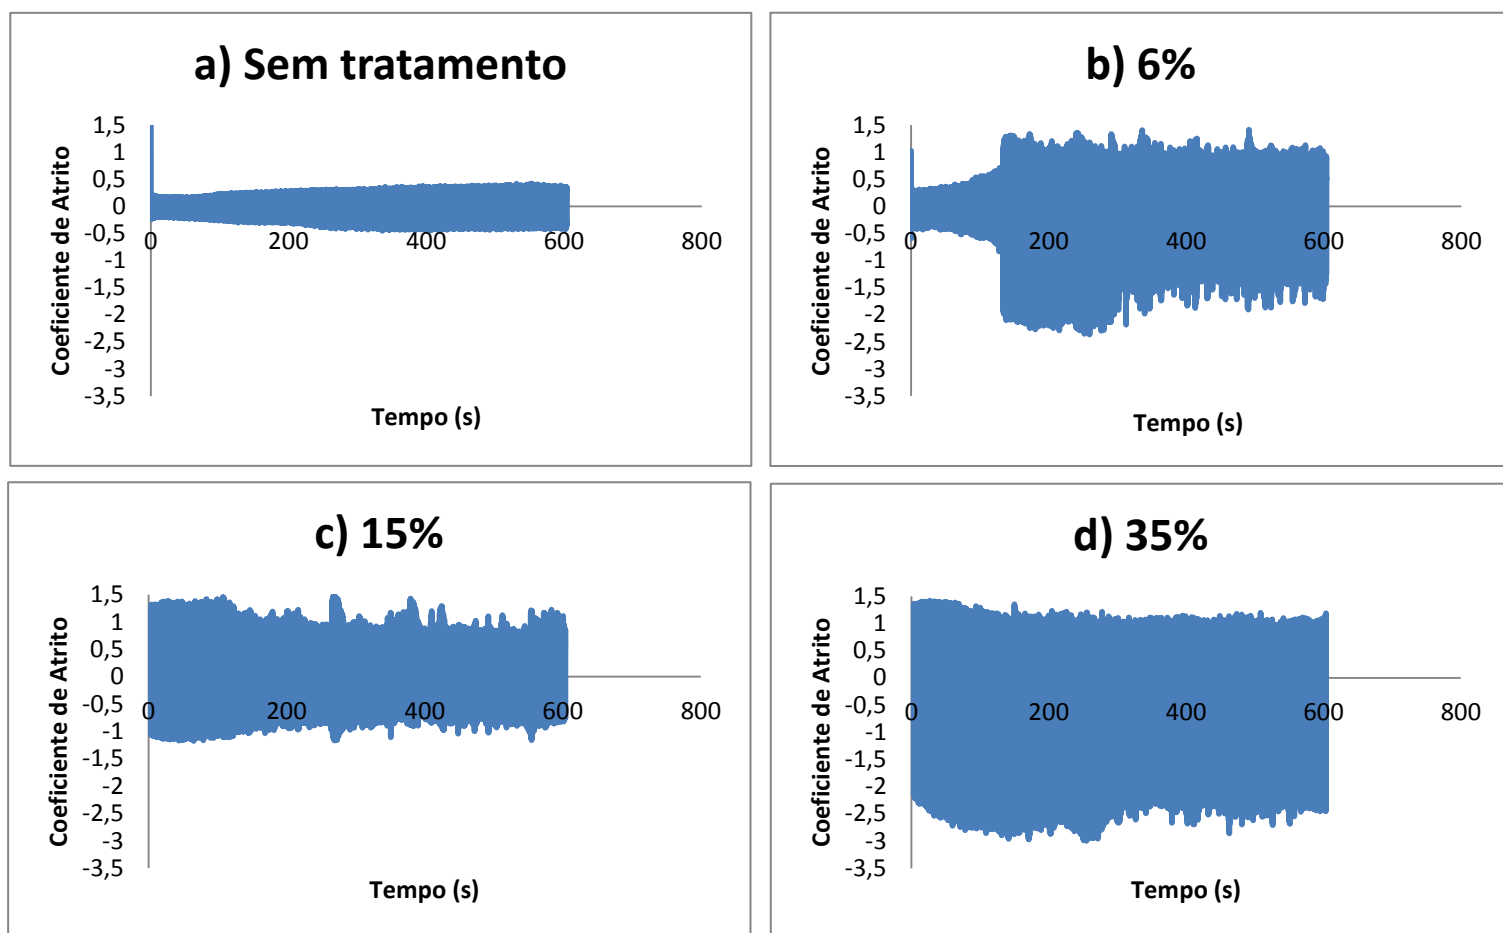 a) Sem tratamento
Coeficiente de Atrito
1,5
1
0,5
0
-0,5
-1
-1,5
-2
-2,5
-3
-3,5
0 200 400 600 800
Tempo (s)
b) 6%
Coeficiente de Atrito
1,5
1
0,5
0
-0,5
-1
-1,5
-2
-2,5
-3
-3,5
0 200 400 600 800
Tempo (s)
c) 15%
Coeficiente de Atrito
1,5
1
0,5
0
-0,5
-1
-1,5
-2
-2,5
-3
-3,5
0 200 400 600 800
Tempo (s)
d) 35%
Coeficiente de Atrito
1,5
1
0,5
0
-0,5
-1
-1,5
-2
-2,5
-3
-3,5
0 200 400 600 800
Tempo (s)